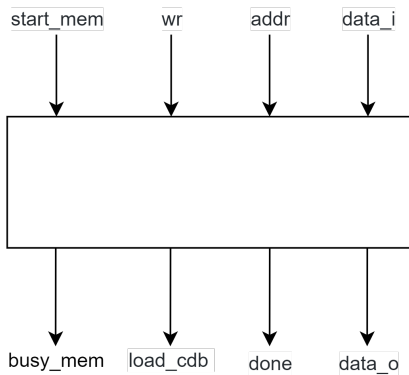 start_mem wr addr data_i
busy_mem load_cdb done data_o